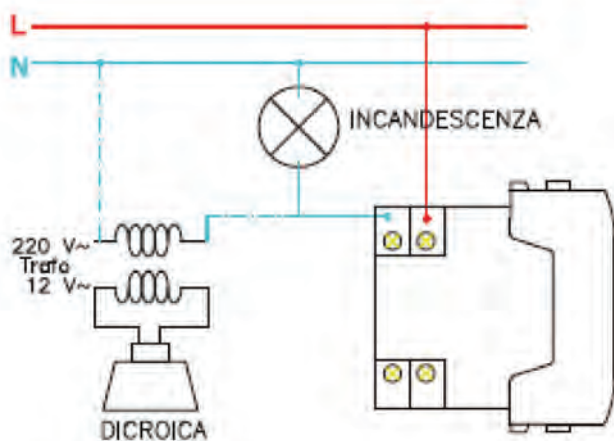 L
N
INCANDESCENZA
220 V~
Trafo
12 V~
DICROICA